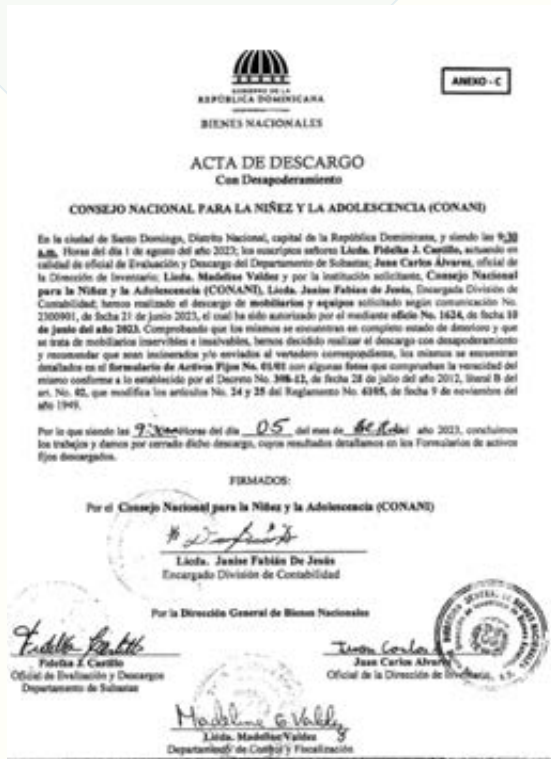 GOBIERNO DE LA
REPÚBLICA DOMINICANA
BIENES NACIONALES
ANEXO - C
ACTA DE DESCARGO
Con Desapoderamiento
CONSEJO NACIONAL PARA LA NIÑEZ Y LA ADOLESCENCIA (CONANI)
En la ciudad de Santo Domingo, Distrito Nacional, capital de la República Dominicana, y siendo las 9:30
a.m. Horas del día 1 de agosto del año 2023; los suscriptos señores Licda. Fidelka J. Castillo, actuando en
calidad de oficial de Evaluación y Descargo del Departamento de Subastas; Juan Carlos Álvarez, oficial de
la Dirección de Inventario; Licda. Madeline Valdez y por la institución solicitante, Consejo Nacional
para la Niñez y la Adolescencia (CONANI), Licda. Janise Fabian de Jesús, Encargada División de
Contabilidad; hemos realizado el descargo de mobiliarios y equipos solicitado según comunicación No.
2300901, de fecha 21 de junio 2023, el cual ha sido autorizado por el mediante oficio No. 1624, de fecha 10
de junio del año 2023. Comprobando que los mismos se encuentran en completo estado de deterioro y que
se trata de mobiliarios inservibles e insalvables, hemos decidido realizar el descargo con desapoderamiento
y recomendar que sean incinerados y/o enviados al vertedero correspondiente, los mismos se encuentran
detallados en el formulario de Activos Fijos No. 01/01 con algunas fotos que comprueban la veracidad del
mismo conforme a lo establecido por el Decreto No. 398-12, de fecha 28 de julio del año 2012, literal B del
art. No. 02, que modifica los artículos No. 24 y 25 del Reglamento No. 6105, de fecha 9 de noviembre del
año 1949.
Por lo que siendo las 9:30 Horas del día 05 del mes de año 2023, concluimos
los trabajos y damos por cerrado dicho descargo, cuyos resultados detallamos en los Formularios de activos
fijos descargados.
FIRMADOS:
Por el Consejo Nacional para la Niñez y la Adolescencia (CONANI)
Licda. Janise Fabián De Jesús
Encargado División de Contabilidad
Por la Dirección General de Bienes Nacionales
Fidelka Castillo
Fidelka J. Castillo
Oficial de Evaluación y Descargos
Departamento de Subastas
Juan Carlos
Juan Carlos Alvarez
Oficial de la Dirección de Inventario
Madeline G Valdez
Licda. Madeline Valdez
Departamento de Control y Fiscalización